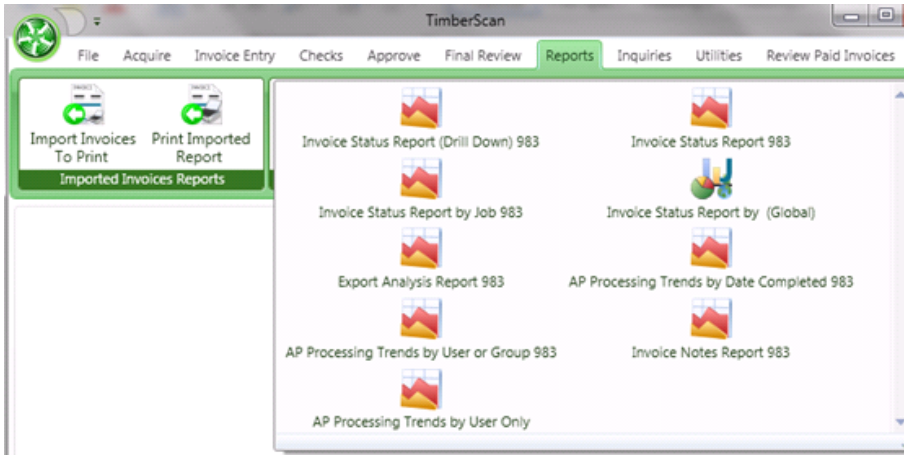 TimberScan
File Acquire Invoice Entry Checks Approve Final Review Reports Inquiries Utilities Review Paid Invoices
Import Invoices To Print
Print Imported Report
Imported Invoices Reports
Invoice Status Report (Drill Down) 983
Invoice Status Report 983
Invoice Status Report by Job 983
Invoice Status Report by (Global)
Export Analysis Report 983
AP Processing Trends by Date Completed 983
AP Processing Trends by User or Group 983
Invoice Notes Report 983
AP Processing Trends by User Only